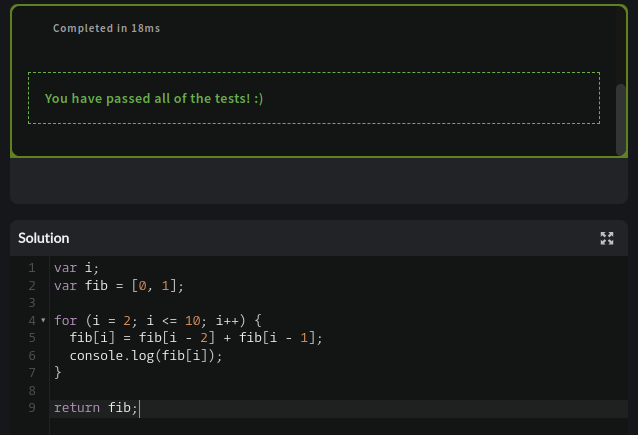 Completed in 18ms
You have passed all of the tests! :)
Solution
1 var i;
2 var fib = [0, 1];
3
4 for (i = 2; i <= 10; i++) {
5   fib[i] = fib[i - 2] + fib[i - 1];
6   console.log(fib[i]);
7 }
8
9 return fib;